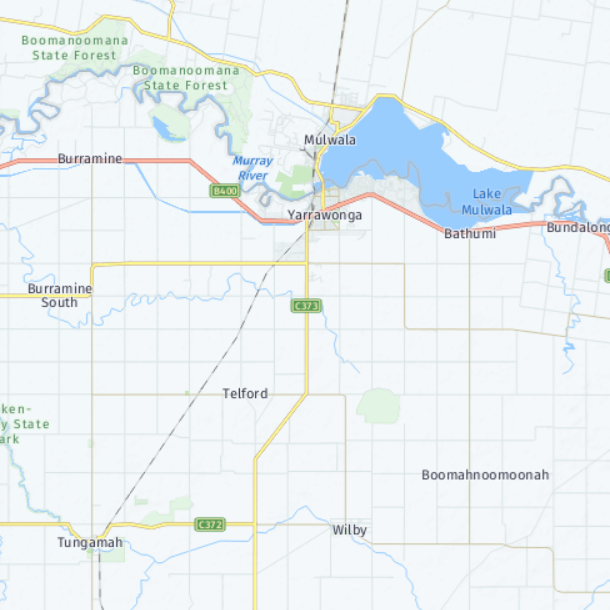 Boomanoomana
State Forest
Boomanoomana
State Forest
Mulwala
Burramine
Murray
River
B400
Lake
Mulwala
Yarrawonga
Bathumi
Bundalong
Burramine
South
C373
Telford
ken-
y State
ark
Boomahnoomoonah
C372
Wilby
Tungamah